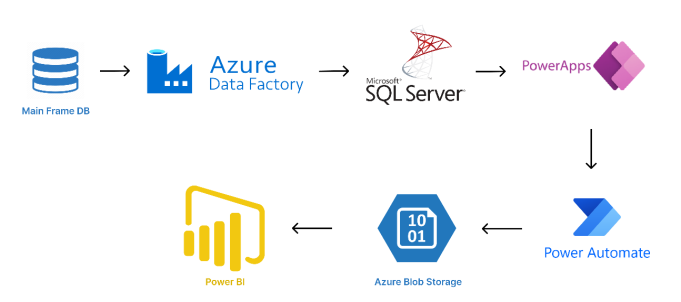 Main Frame DB
Azure
Data Factory
Microsoft®
SQL Server®
PowerApps
Power Automate
10
01
Azure Blob Storage
Power BI